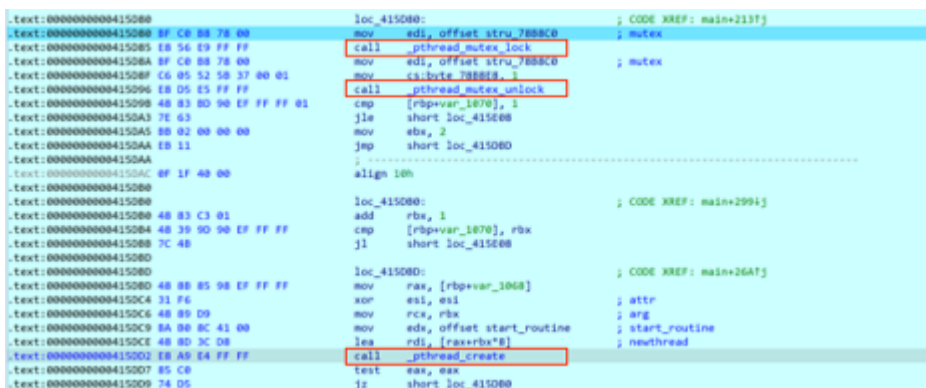 .text:0000000000415D80 loc_415D80: ; CODE XREF: main+213↑j
.text:0000000000415D80 BF C0 B8 78 00 mov edi, offset stru_78B8C0 ; mutex
.text:0000000000415D85 E8 56 E9 FF FF call _pthread_mutex_lock
.text:0000000000415D8A BF C0 B8 78 00 mov edi, offset stru_78B8C0 ; mutex
.text:0000000000415D8F C6 05 52 5B 37 00 01 mov cs:byte_78B8E8, 1
.text:0000000000415D96 E8 D5 E5 FF FF call _pthread_mutex_unlock
.text:0000000000415D9B 48 83 BD 90 EF FF FF 01 cmp [rbp+var_1070], 1
.text:0000000000415DA3 7E 63 jle short loc_415E08
.text:0000000000415DA5 BB 02 00 00 00 mov ebx, 2
.text:0000000000415DAA EB 11 jmp short loc_415DBD
.text:0000000000415DAA ; ---------------------------------------------------------------------------
.text:0000000000415DAC 0F 1F 40 00 align 10h
.text:0000000000415DB0
.text:0000000000415DB0 loc_415DB0: ; CODE XREF: main+299↓j
.text:0000000000415DB0 48 83 C3 01 add rbx, 1
.text:0000000000415DB4 48 39 9D 90 EF FF FF cmp [rbp+var_1070], rbx
.text:0000000000415DBB 7C 4B jl short loc_415E08
.text:0000000000415DBD
.text:0000000000415DBD loc_415DBD: ; CODE XREF: main+26A↑j
.text:0000000000415DBD 48 8B 85 98 EF FF FF mov rax, [rbp+var_1068]
.text:0000000000415DC4 31 F6 xor esi, esi ; attr
.text:0000000000415DC6 48 89 D9 mov rcx, rbx ; arg
.text:0000000000415DC9 BA B0 BC 41 00 mov edx, offset start_routine ; start_routine
.text:0000000000415DCE 48 8D 3C D8 lea rdi, [rax+rbx*8] ; newthread
.text:0000000000415DD2 E8 A9 E4 FF FF call _pthread_create
.text:0000000000415DD7 85 C0 test eax, eax
.text:0000000000415DD9 74 D5 jz short loc_415DB0